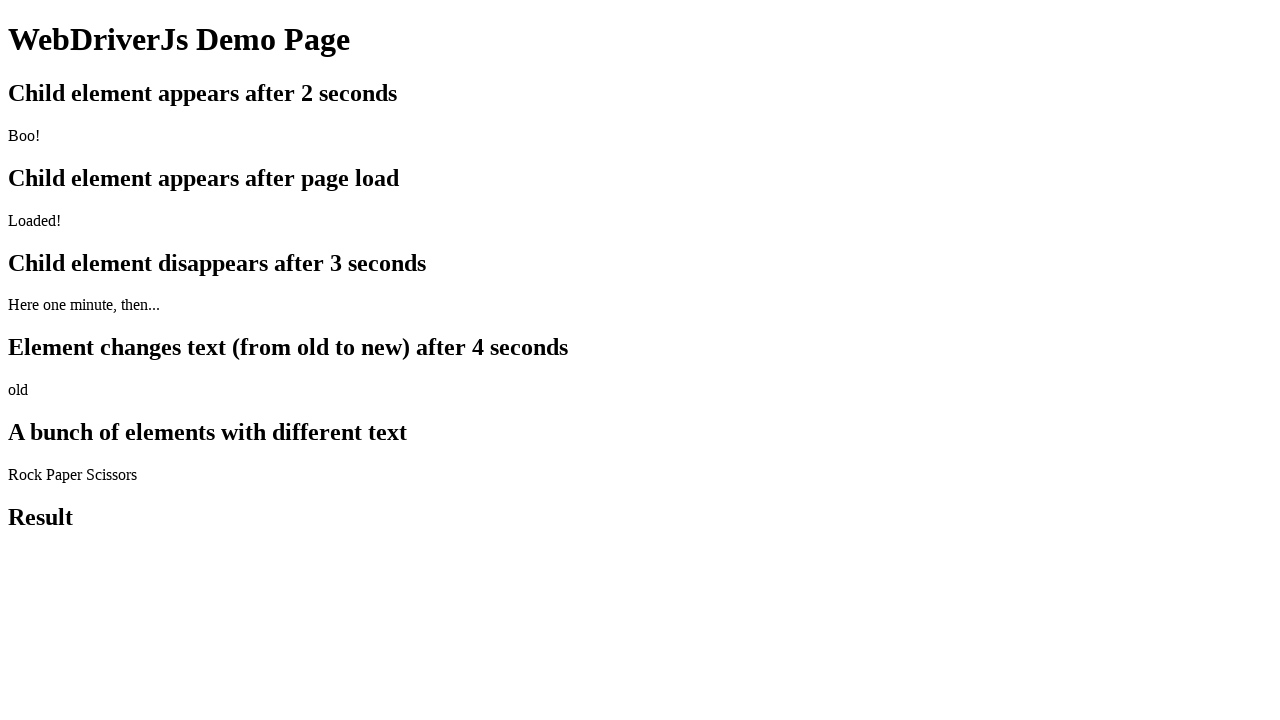 WebDriverJs Demo Page
Child element appears after 2 seconds
Boo!
Child element appears after page load
Loaded!
Child element disappears after 3 seconds
Here one minute, then...
Element changes text (from old to new) after 4 seconds
old
A bunch of elements with different text
Rock Paper Scissors
Result